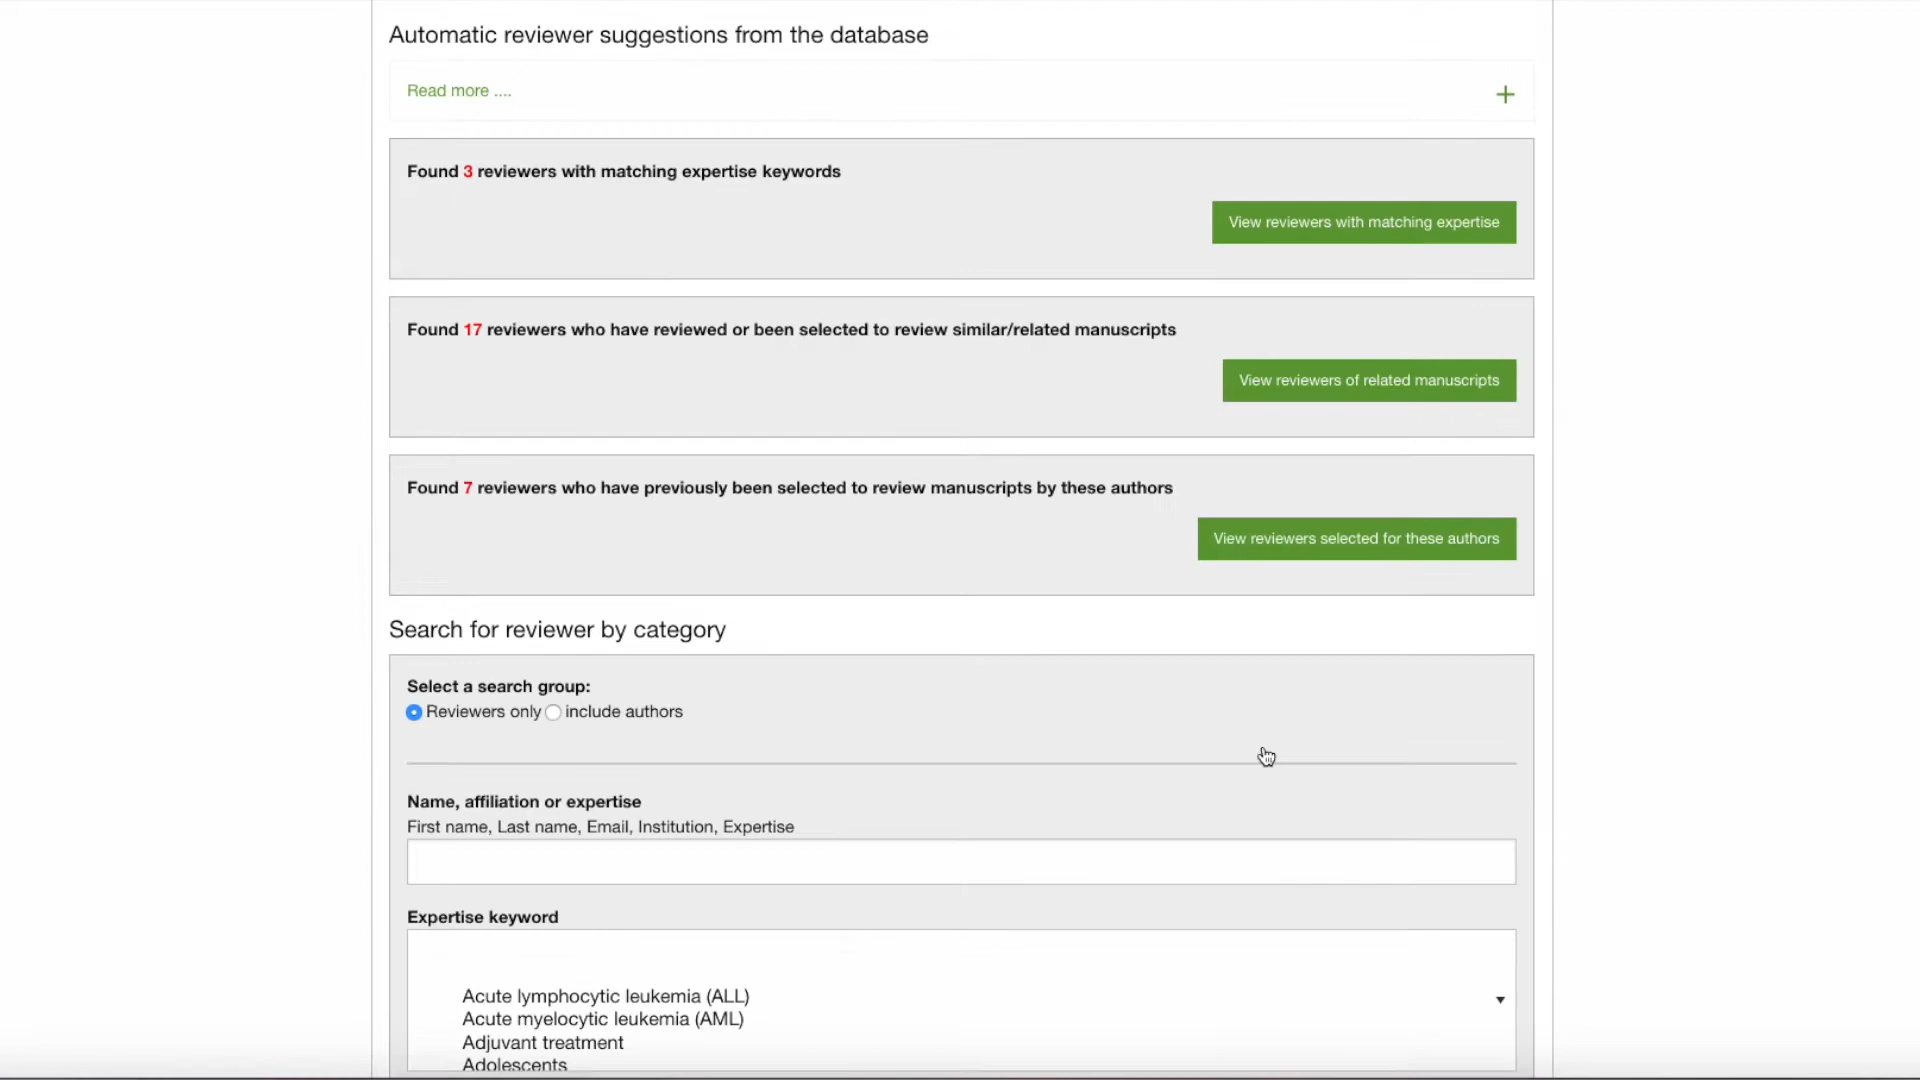 Automatic reviewer suggestions from the database
Read more ....
Found 3 reviewers with matching expertise keywords
View reviewers with matching expertise
Found 17 reviewers who have reviewed or been selected to review similar/related manuscripts
View reviewers of related manuscripts
Found 7 reviewers who have previously been selected to review manuscripts by these authors
View reviewers selected for these authors
Search for reviewer by category
Select a search group:
Reviewers only include authors
Name, affiliation or expertise
First name, Last name, Email, Institution, Expertise
Expertise keyword
Acute lymphocytic leukemia (ALL)
Acute myelocytic leukemia (AML)
Adjuvant treatment
Adolescents